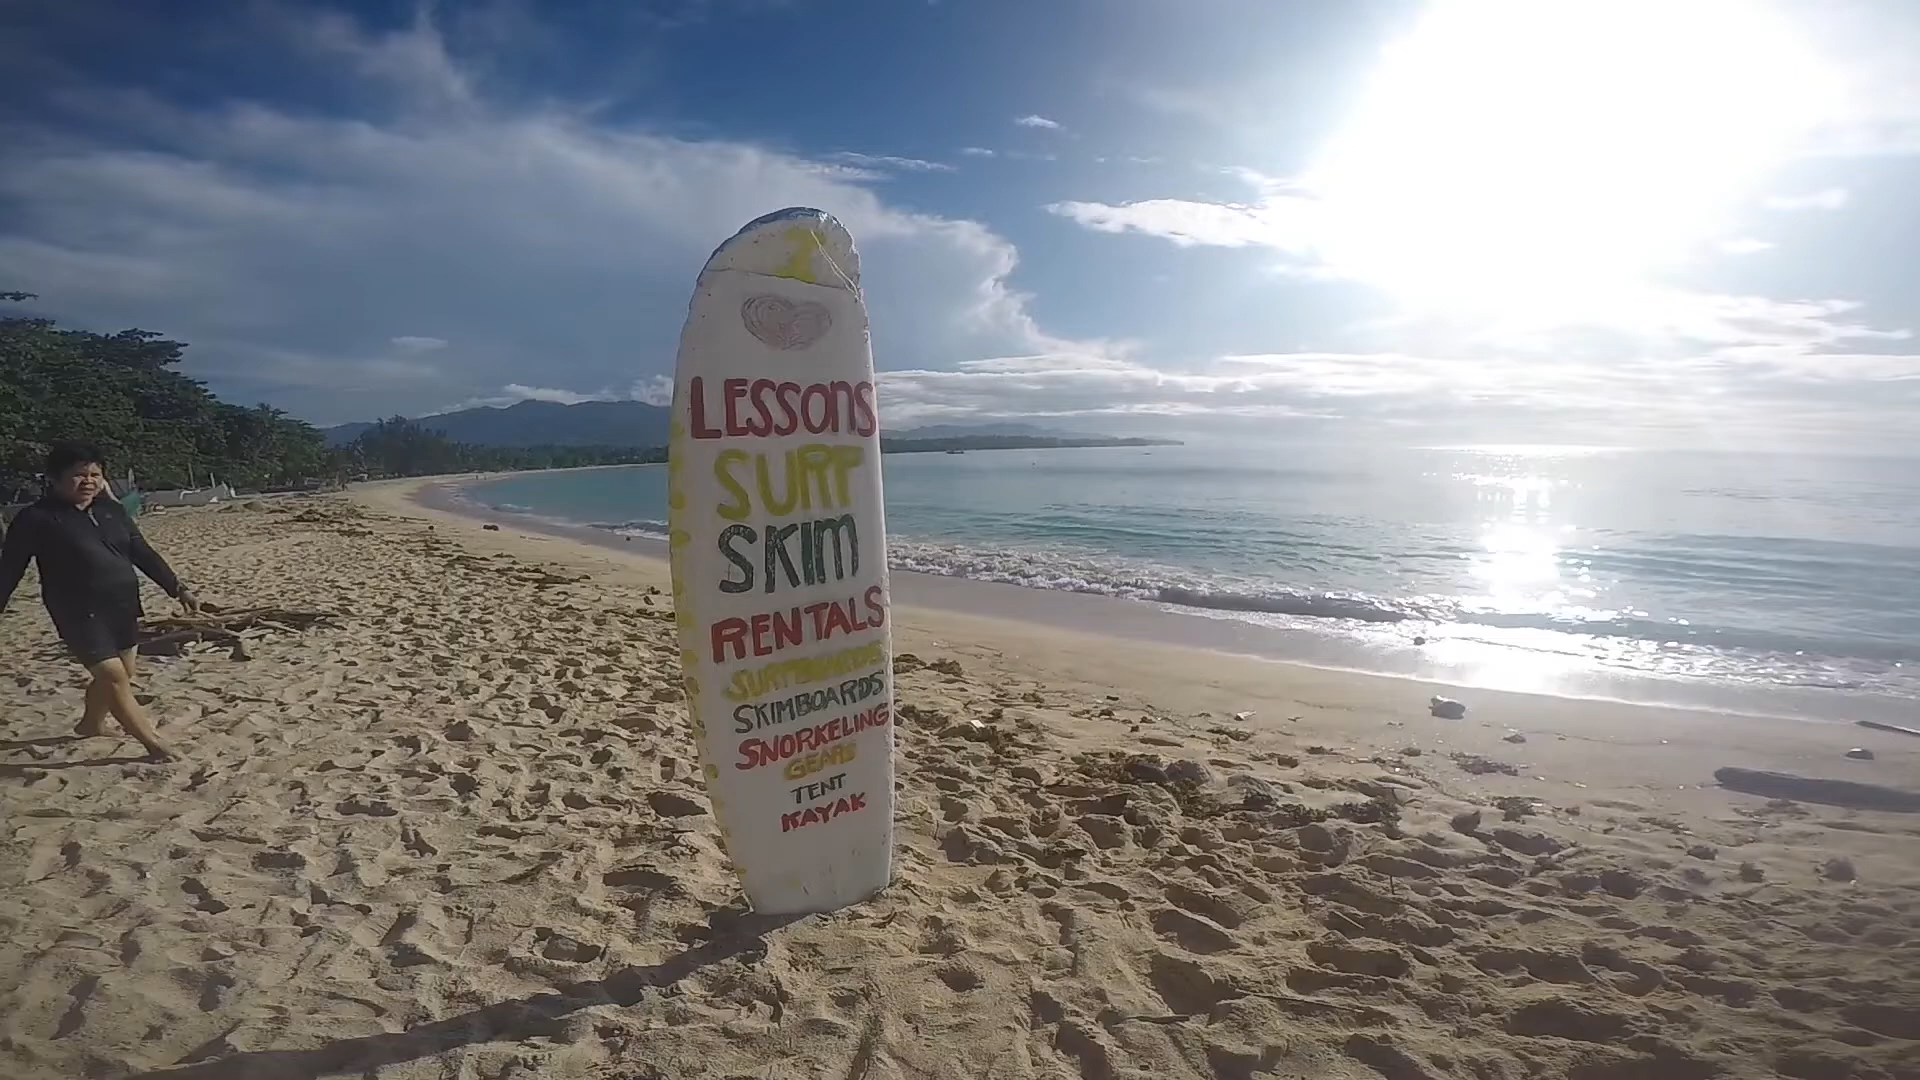 LESSONS
SURF
SKIM
RENTALS
SURFBOARDS
SKIMBOARDS
SNORKELING
GEARS
TENT
KAYAK